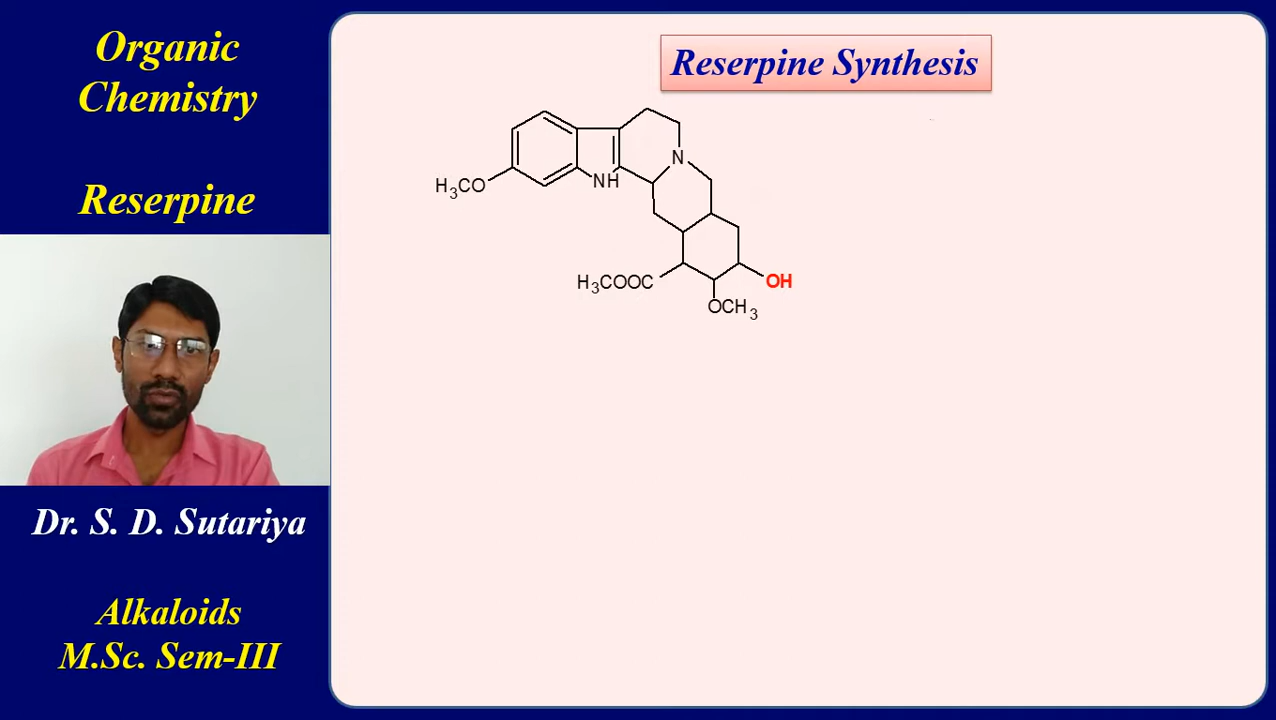 Organic
Chemistry
Reserpine
Dr. S. D. Sutariya
Alkaloids
M.Sc. Sem-III
Reserpine Synthesis
N
H₃CO
NH
H₃COOC
OH
OCH₃